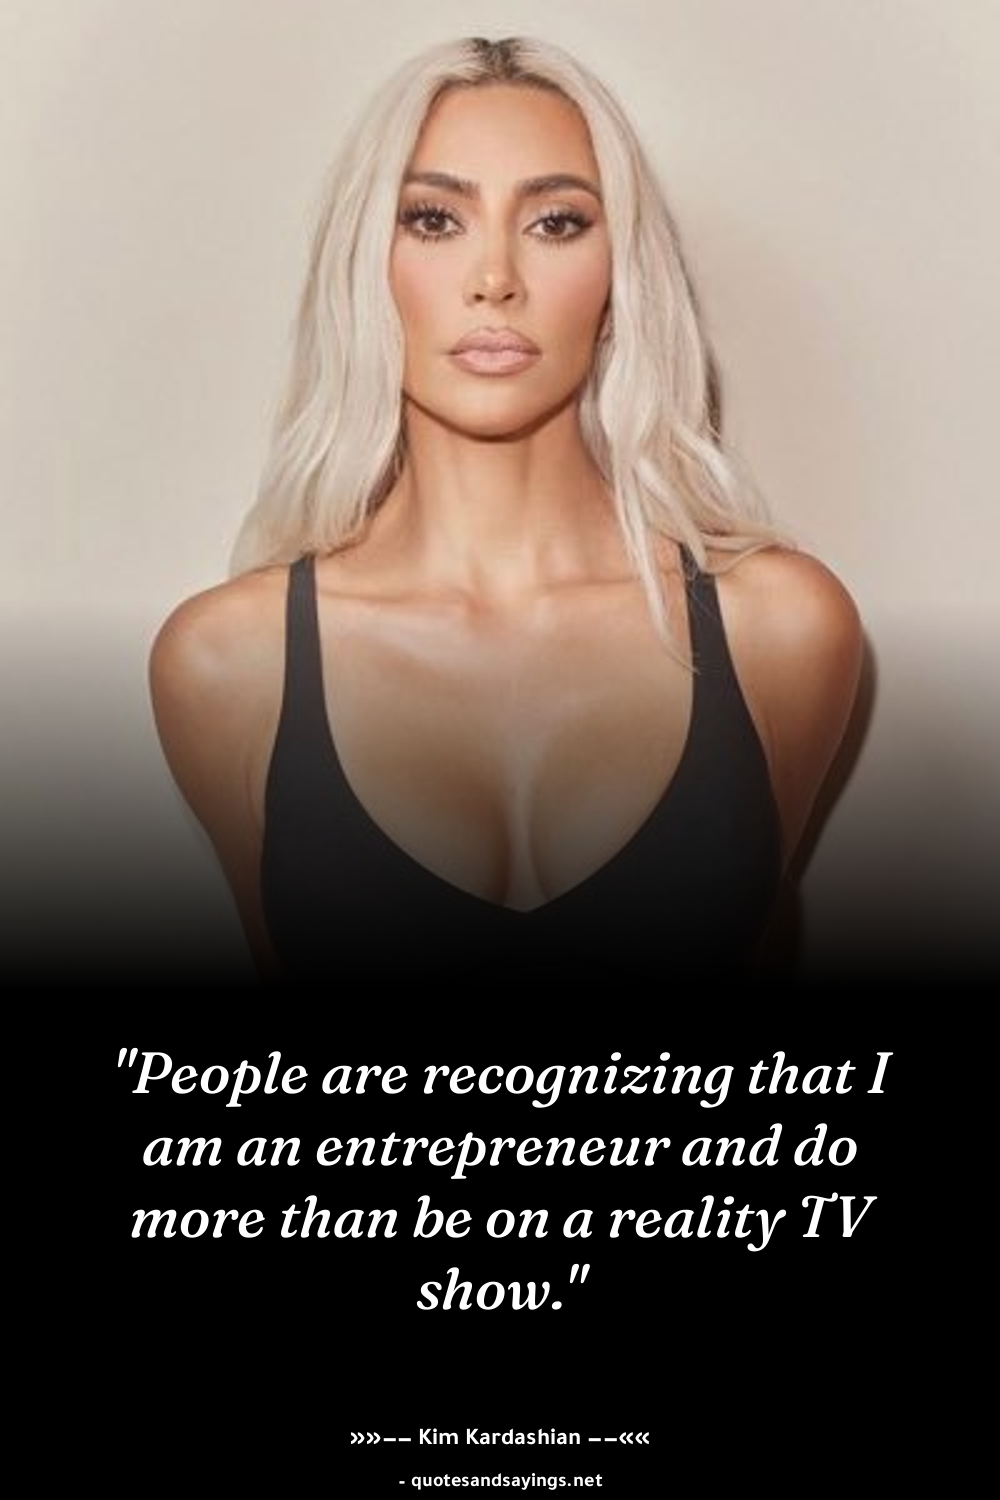 "People are recognizing that I
am an entrepreneur and do
more than be on a reality TV
show."
»»–– Kim Kardashian ––««
- quotesandsayings.net